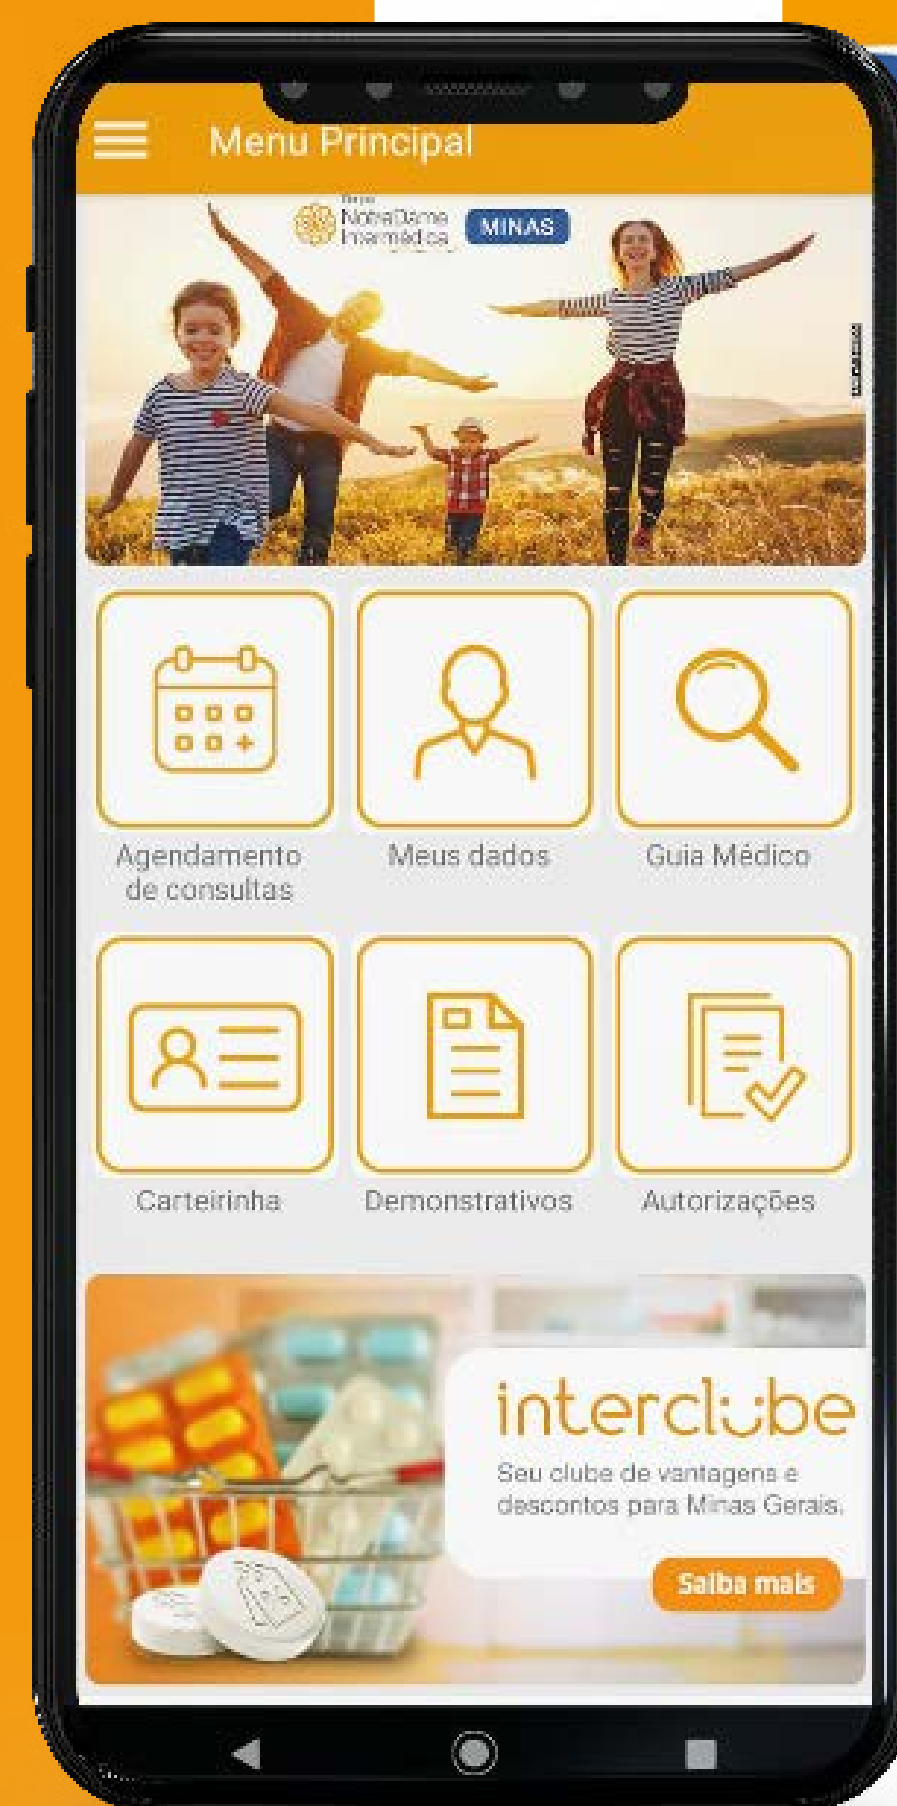 Menu Principal
NotreDame
Intermédica
MINAS
Agendamento
de consultas
Meus dados
Guia Médico
Carteirinha
Demonstrativos
Autorizações
interclube
Seu clube de vantagens e
descontos para Minas Gerais.
Saiba mais